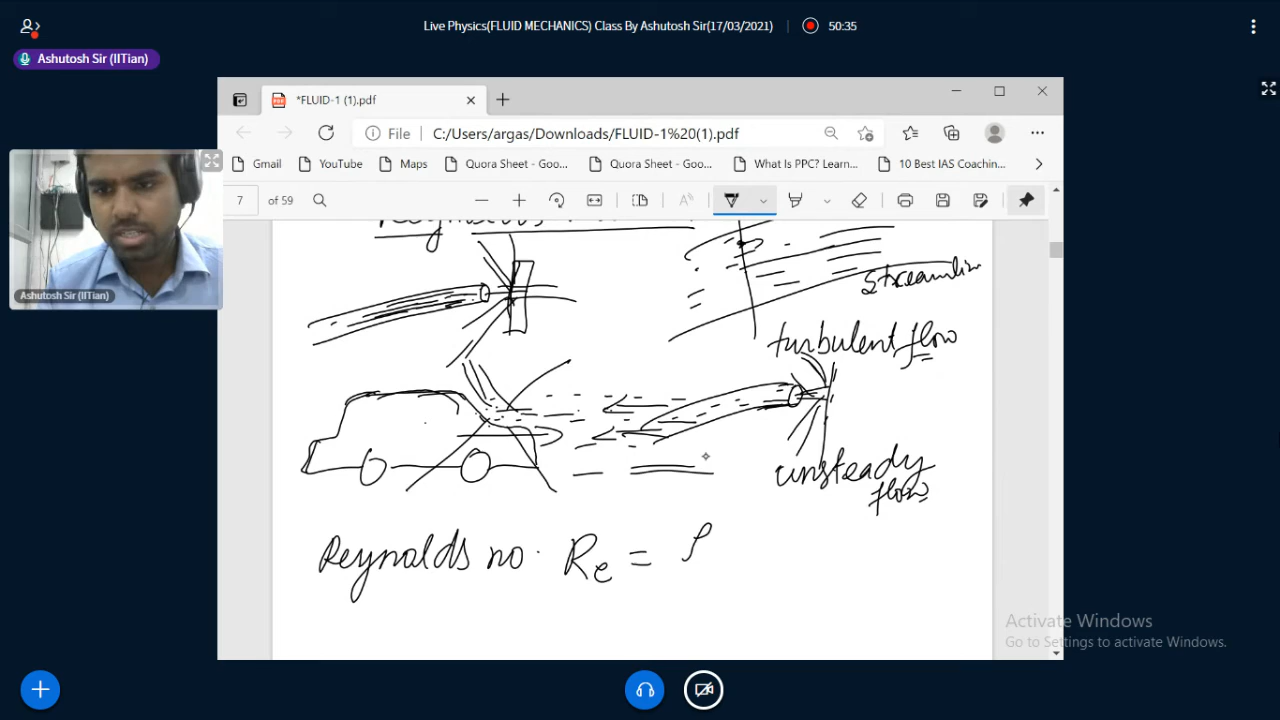 Live Physics(FLUID MECHANICS) Class By Ashutosh Sir(17/03/2021)
50:35
Ashutosh Sir (IITian)
*FLUID-1 (1).pdf
File C:/Users/argas/Downloads/FLUID-1%20(1).pdf
Gmail YouTube Maps Quora Sheet - Goo... Quora Sheet - Goo... What Is PPC? Learn... 10 Best IAS Coachin...
7 of 59
Reynolds
streamline
turbulent flow
Ashutosh Sir (IITian)
unsteady
flow
Reynolds no. Re = ρ
Activate Windows
Go to Settings to activate Windows.